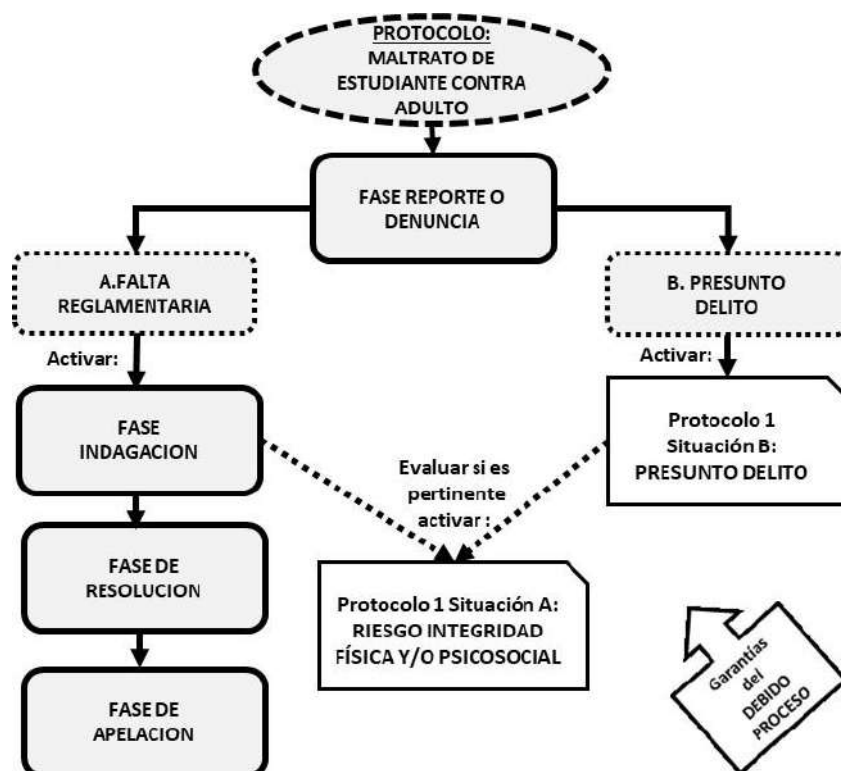 PROTOCOLO:
MALTRATO DE
ESTUDIANTE CONTRA
ADULTO
FASE REPORTE O
DENUNCIA
A.FALTA
REGLAMENTARIA
B. PRESUNTO
DELITO
Activar:
Activar:
FASE
INDAGACION
Protocolo 1
Situación B:
PRESUNTO DELITO
Evaluar si es
pertinente
activar :
FASE DE
RESOLUCION
Protocolo 1 Situación A:
RIESGO INTEGRIDAD
FÍSICA Y/O PSICOSOCIAL
Garantías
del
DEBIDO
PROCESO
FASE DE
APELACION